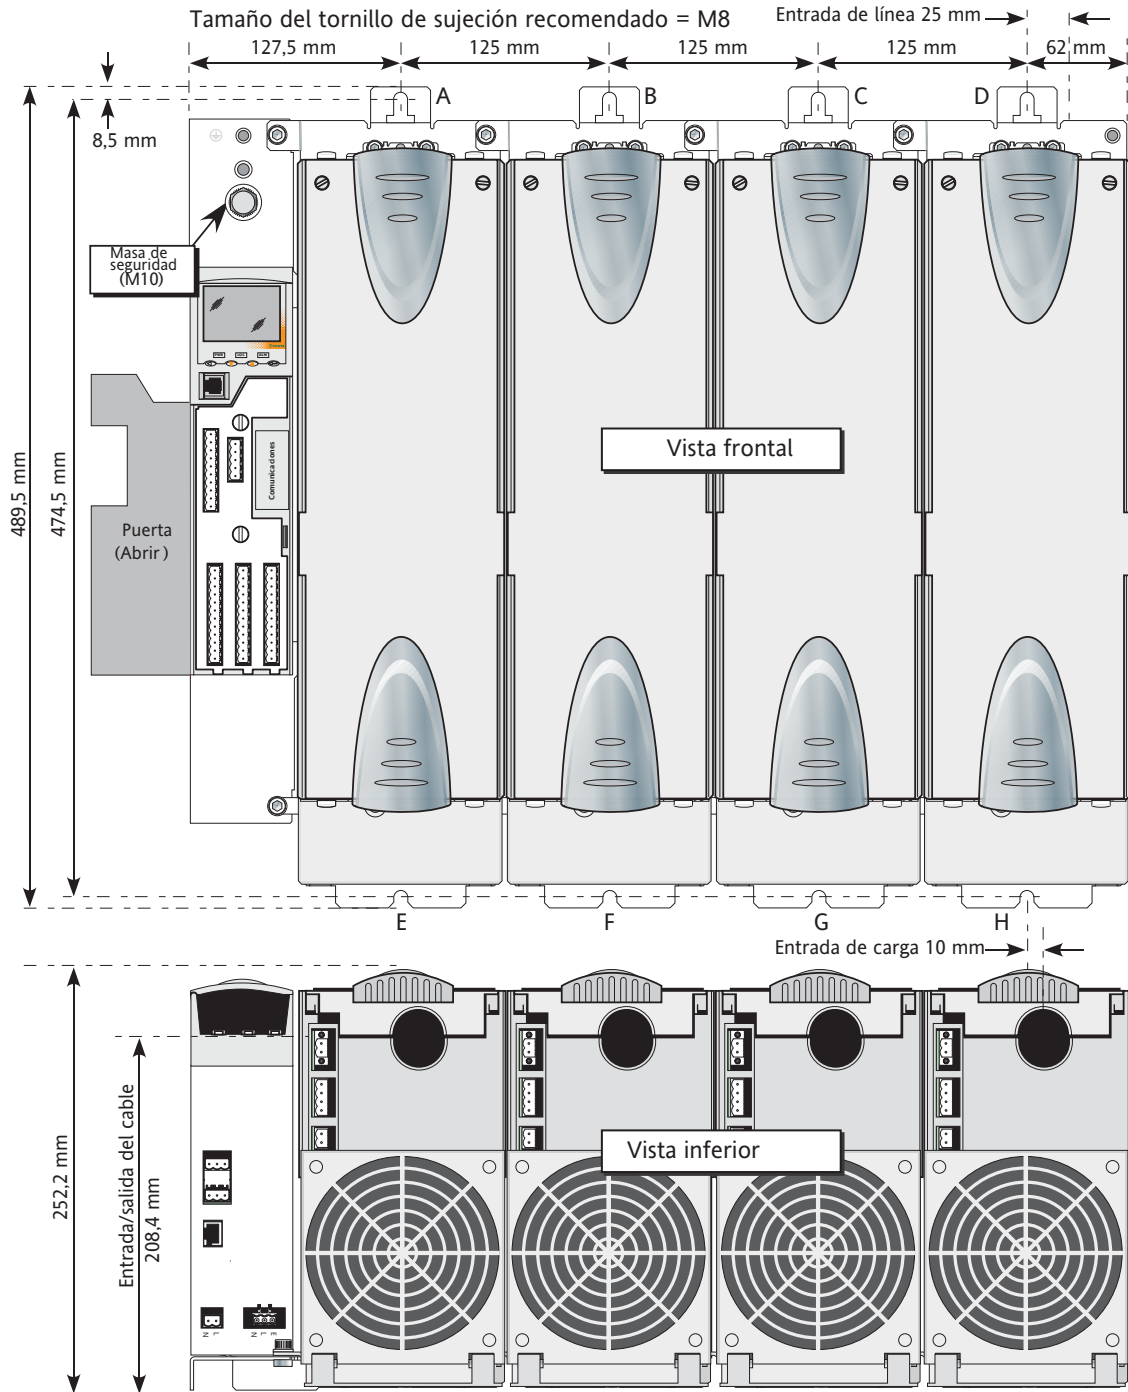 Tamaño del tornillo de sujeción recomendado = M8
Entrada de línea 25 mm
127,5 mm
125 mm
125 mm
125 mm
62 mm
A
B
C
D
8,5 mm
Masa de
seguridad
(M10)
PWR
LOC
ALM
Comunicaciones
Vista frontal
Puerta
(Abrir)
489,5 mm
474,5 mm
E
F
G
H
Entrada de carga 10 mm
Vista inferior
252,2 mm
Entrada/salida del cable
208,4 mm
N L
N L E